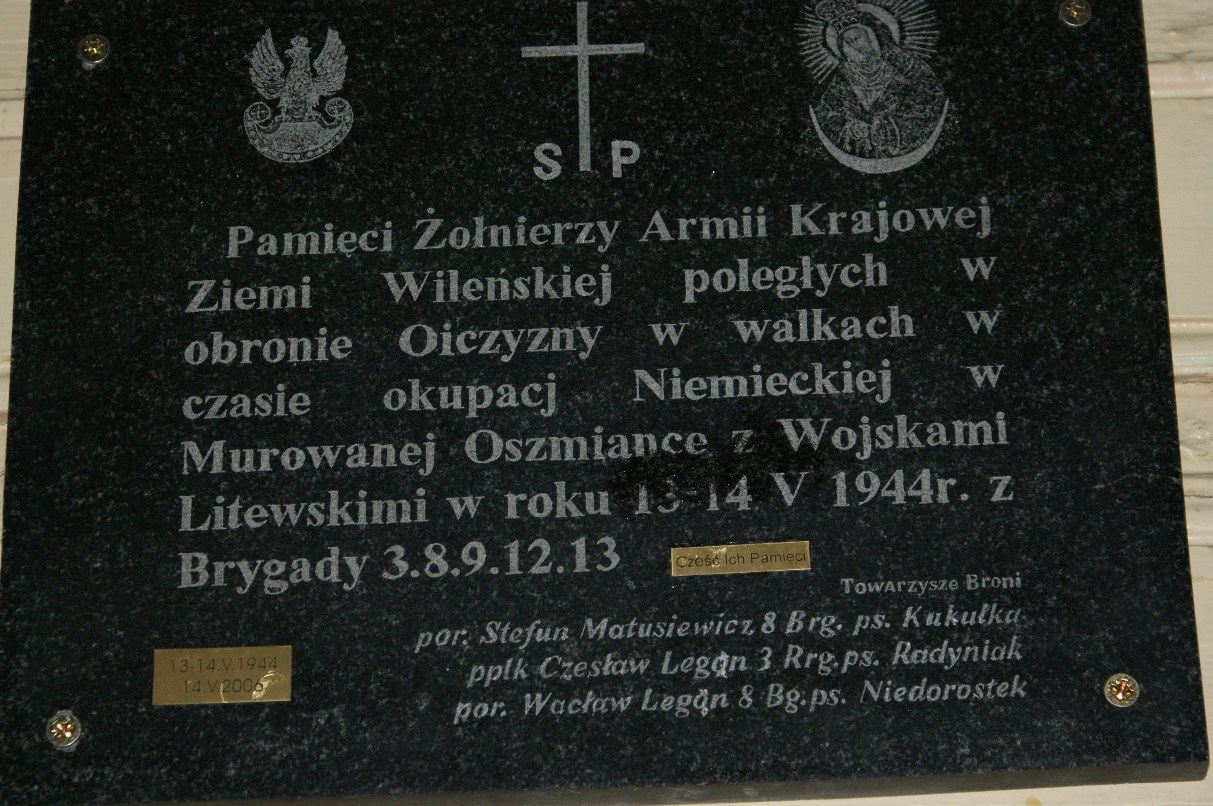 S P
Pamięci Żołnierzy Armii Krajowej
Ziemi Wileńskiej poległych w
obronie Oiczyzny w walkach w
czasie okupacj Niemieckiej w
Murowanej Oszmiance z Wojskami
Litewskimi w roku 13-14 V 1944r. z
Brygady 3.8.9.12.13
Cześć Ich Pamięci
Towarzysze Broni
por. Stefun Matusiewicz 8 Brg. ps. Kukułka
pplk Czesław Legąn 3 Rrg.ps. Radyniak
por. Wacław Legąn 8 Bg.ps. Niedorostek
13-14.V.1944
14.V.2006